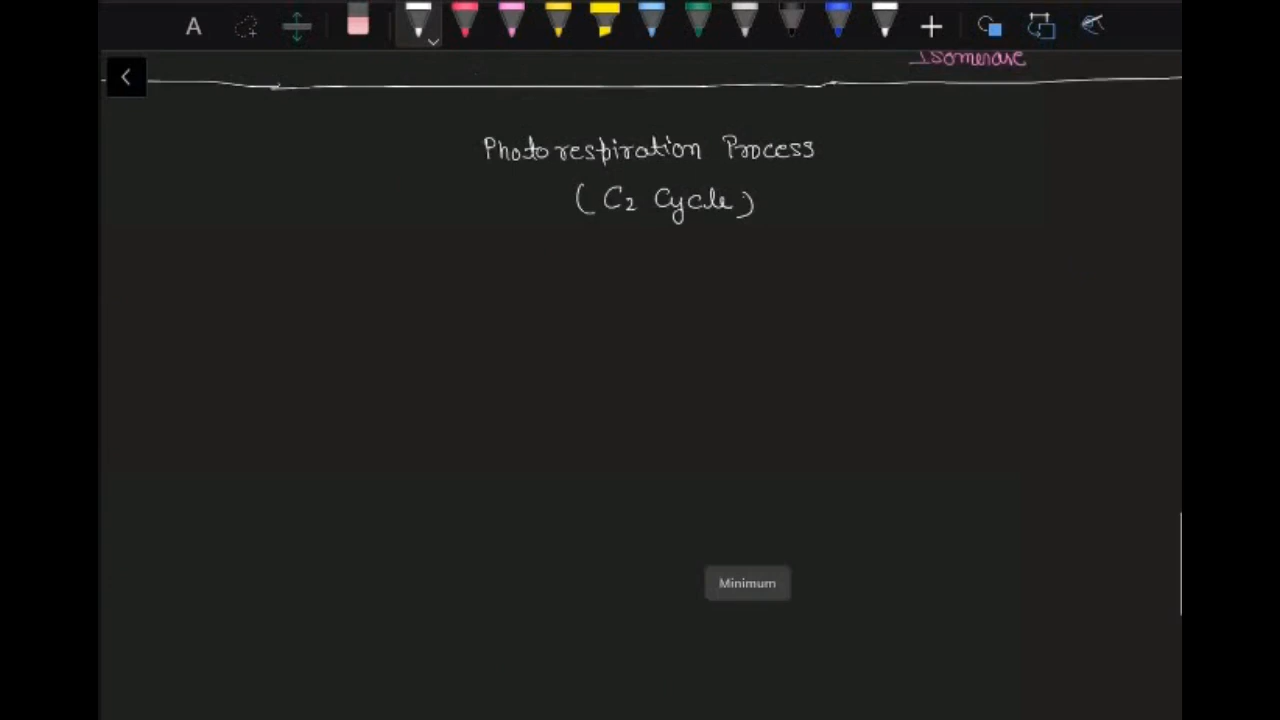 A
Isomerase
Photorespiration Process
( C2 Cycle )
Minimum